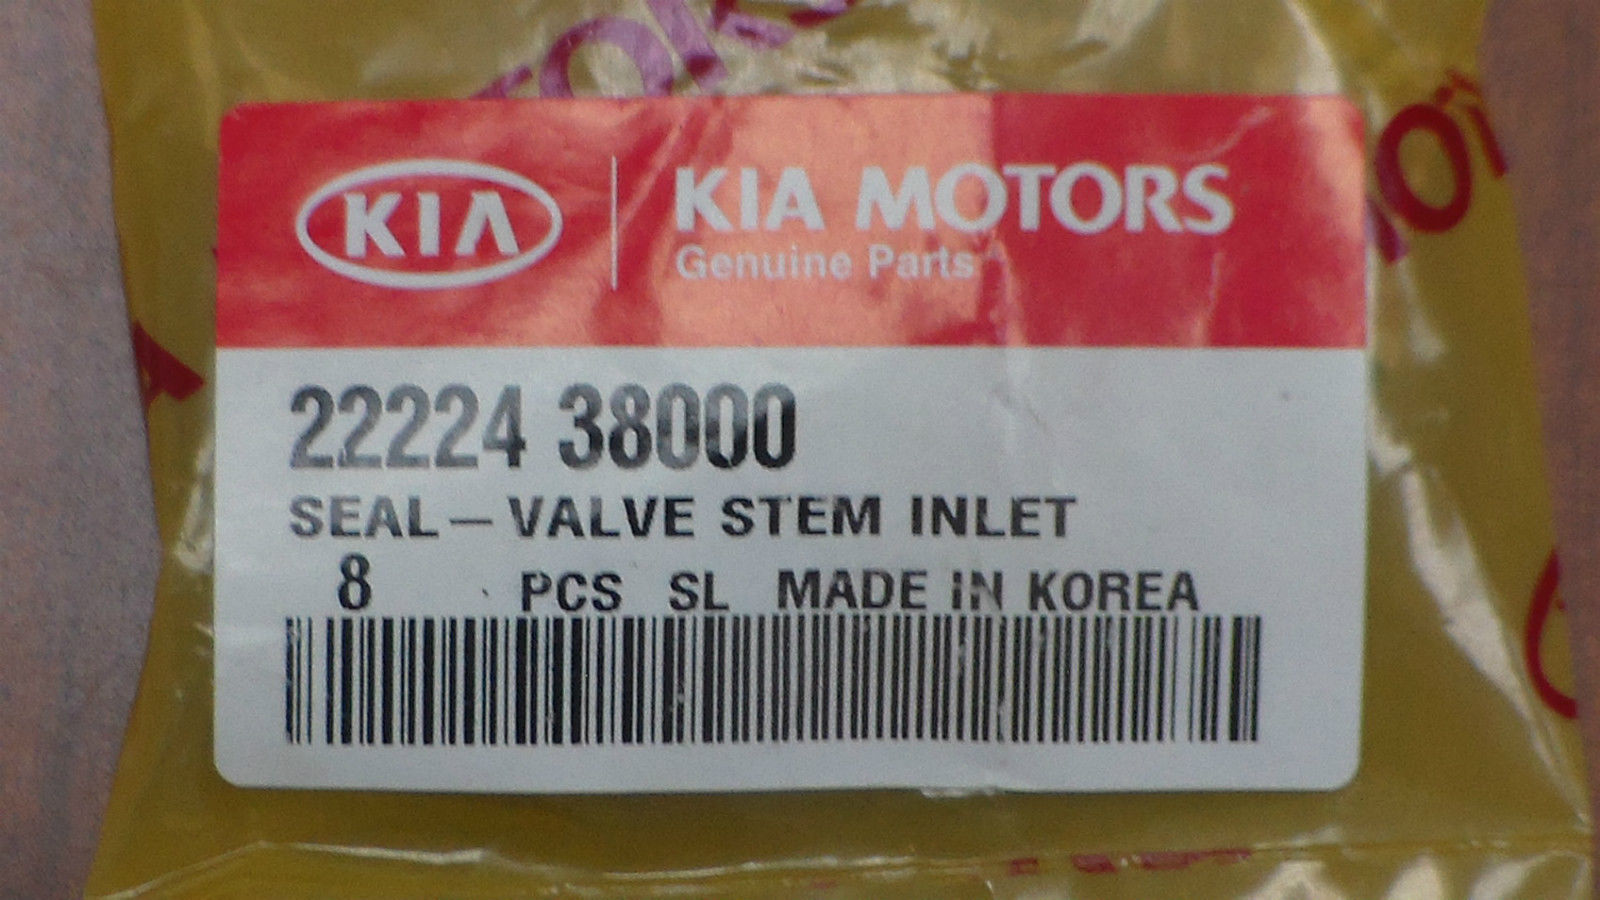 KIA
KIA MOTORS
Genuine Parts
22224 38000
SEAL – VALVE STEM INLET
8 PCS SL MADE IN KOREA